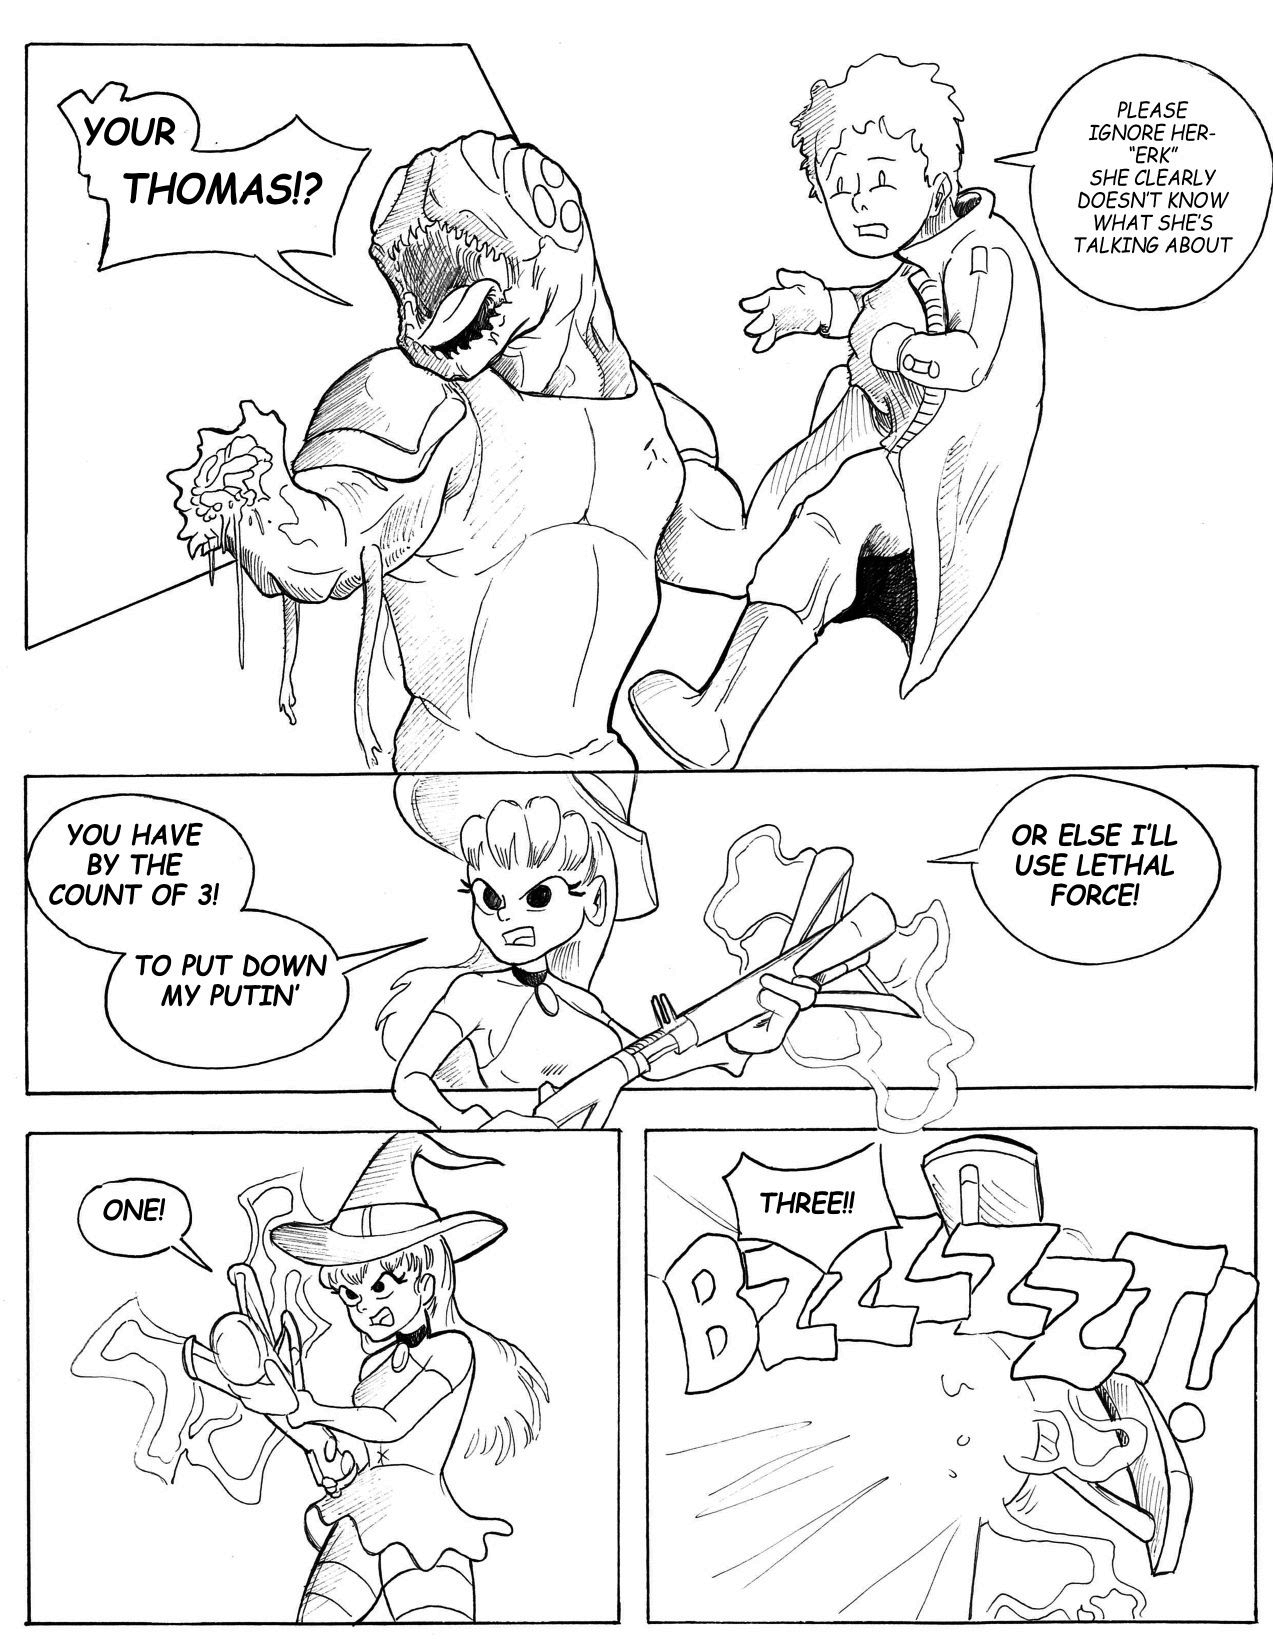 YOUR
THOMAS!?
PLEASE
IGNORE HER-
"ERK"
SHE CLEARLY
DOESN'T KNOW
WHAT SHE'S
TALKING ABOUT
YOU HAVE
BY THE
COUNT OF 3!
TO PUT DOWN
MY PUTIN'
OR ELSE I'LL
USE LETHAL
FORCE!
ONE!
THREE!!
BZZZZZZT!